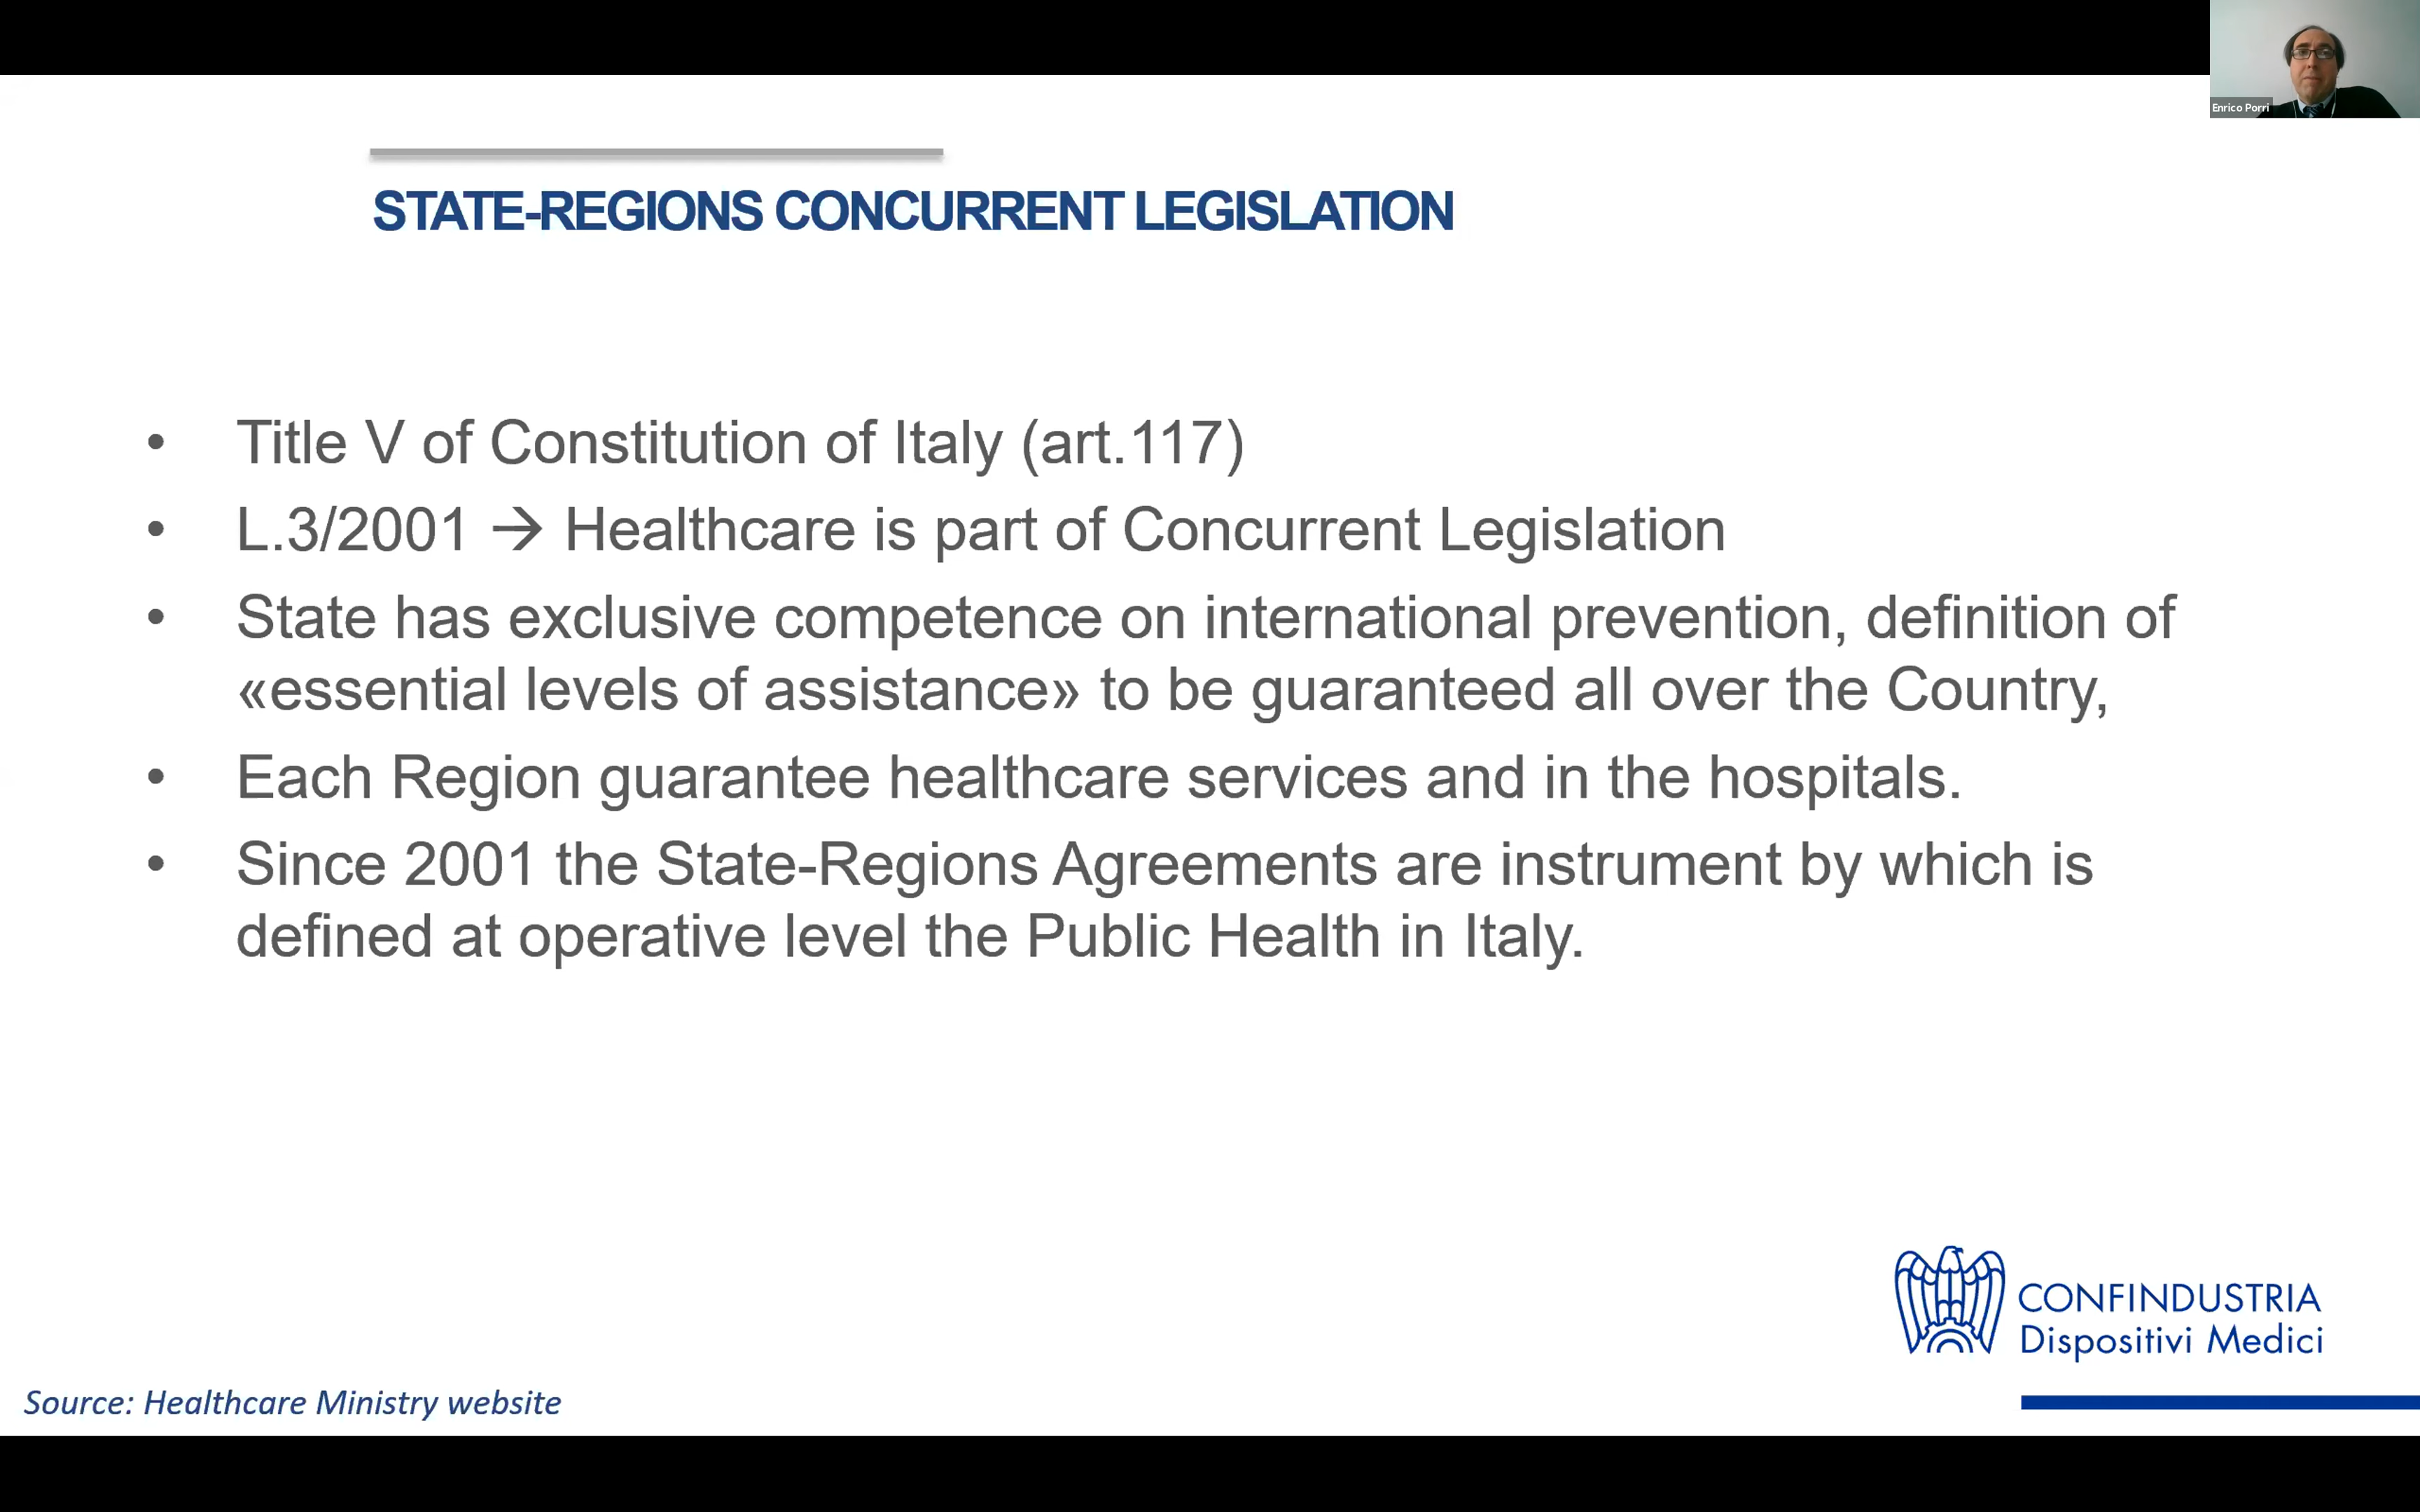 Enrico Porri
STATE-REGIONS CONCURRENT LEGISLATION
• Title V of Constitution of Italy (art.117)
• L.3/2001 → Healthcare is part of Concurrent Legislation
• State has exclusive competence on international prevention, definition of
«essential levels of assistance» to be guaranteed all over the Country,
• Each Region guarantee healthcare services and in the hospitals.
• Since 2001 the State-Regions Agreements are instrument by which is
defined at operative level the Public Health in Italy.
CONFINDUSTRIA
Dispositivi Medici
Source: Healthcare Ministry website